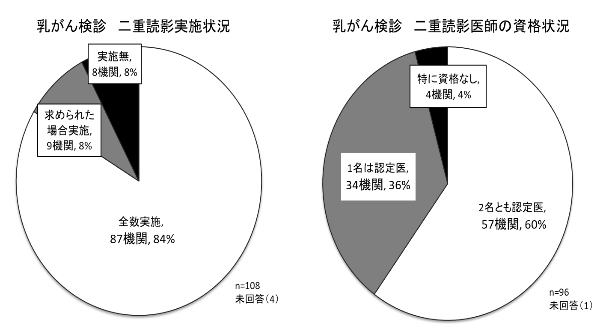 乳がん検診　二重読影実施状況
実施無,
8機関, 8%
求められた
場合実施,
9機関, 8%
全数実施,
87機関, 84%
n=108
未回答（4）
乳がん検診　二重読影医師の資格状況
特に資格なし,
4機関, 4%
1名は認定医,
34機関, 36%
2名とも認定医,
57機関, 60%
n=96
未回答（1）